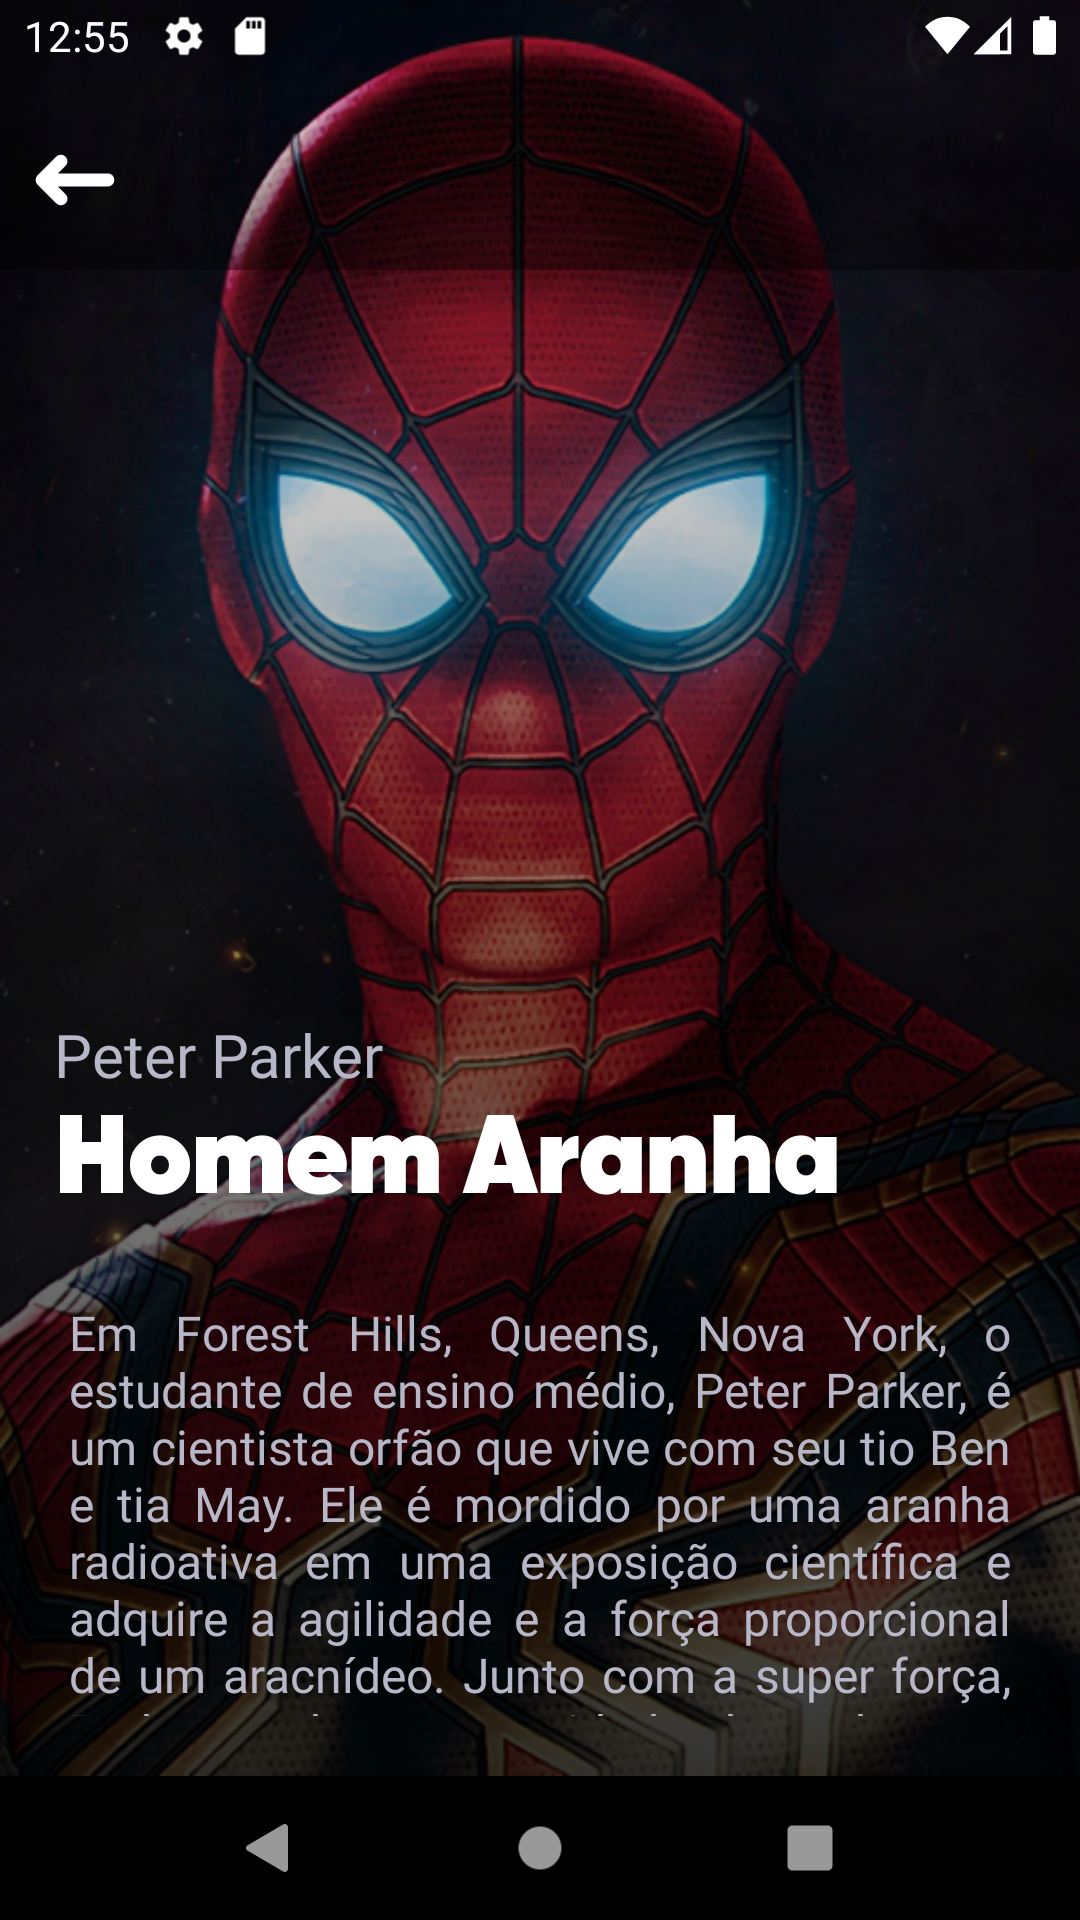 12:55
Peter Parker
Homem Aranha
Em Forest Hills, Queens, Nova York, o
estudante de ensino médio, Peter Parker, é
um cientista orfão que vive com seu tio Ben
e tia May. Ele é mordido por uma aranha
radioativa em uma exposição científica e
adquire a agilidade e a força proporcional
de um aracnídeo. Junto com a super força,